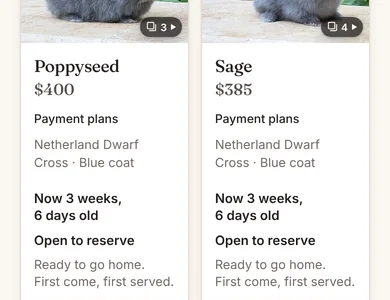 3
Poppyseed
$400
Payment plans
Netherland Dwarf
Cross · Blue coat
Now 3 weeks,
6 days old
Open to reserve
Ready to go home.
First come, first served.
4
Sage
$385
Payment plans
Netherland Dwarf
Cross · Blue coat
Now 3 weeks,
6 days old
Open to reserve
Ready to go home.
First come, first served.